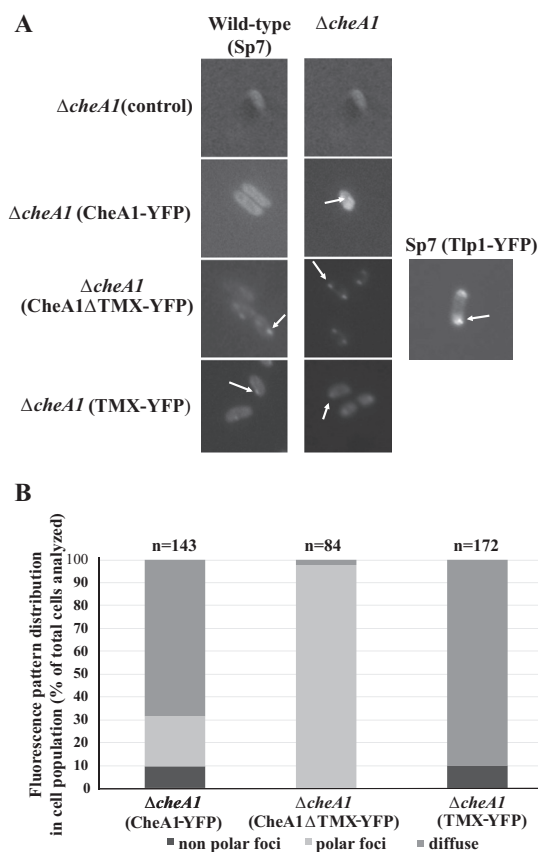 A
Wild-type
(Sp7)
ΔcheA1
ΔcheA1(control)
ΔcheA1 (CheA1-YFP)
ΔcheA1
(CheA1ΔTMX-YFP)
Sp7 (Tlp1-YFP)
ΔcheA1 (TMX-YFP)
B
Fluorescence pattern distribution
in cell population (% of total cells analyzed)
n=143
n=84
n=172
100
90
80
70
60
50
40
30
20
10
0
ΔcheA1
(CheA1-YFP)
ΔcheA1
(CheA1ΔTMX-YFP)
ΔcheA1
(TMX-YFP)
non polar foci
polar foci
diffuse